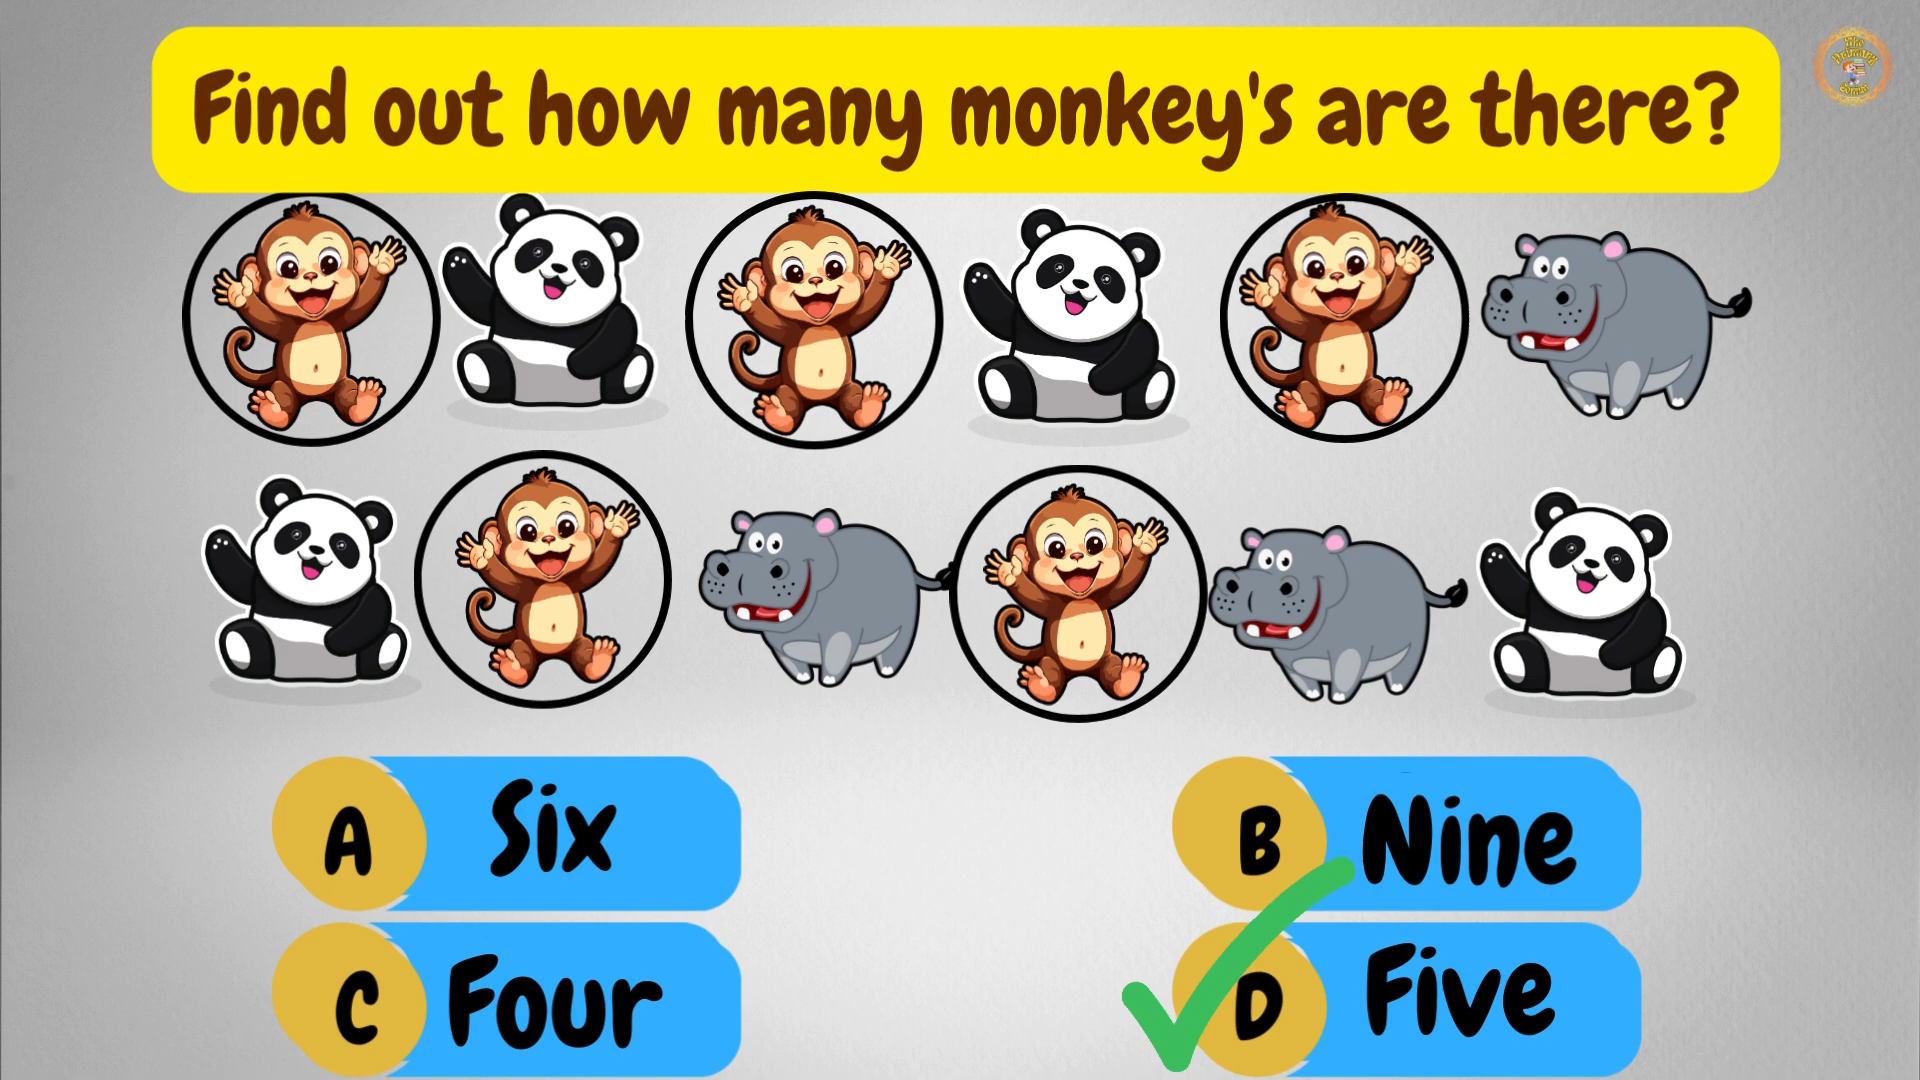 Find out how many monkey's are there?
A Six
B Nine
C Four
D Five